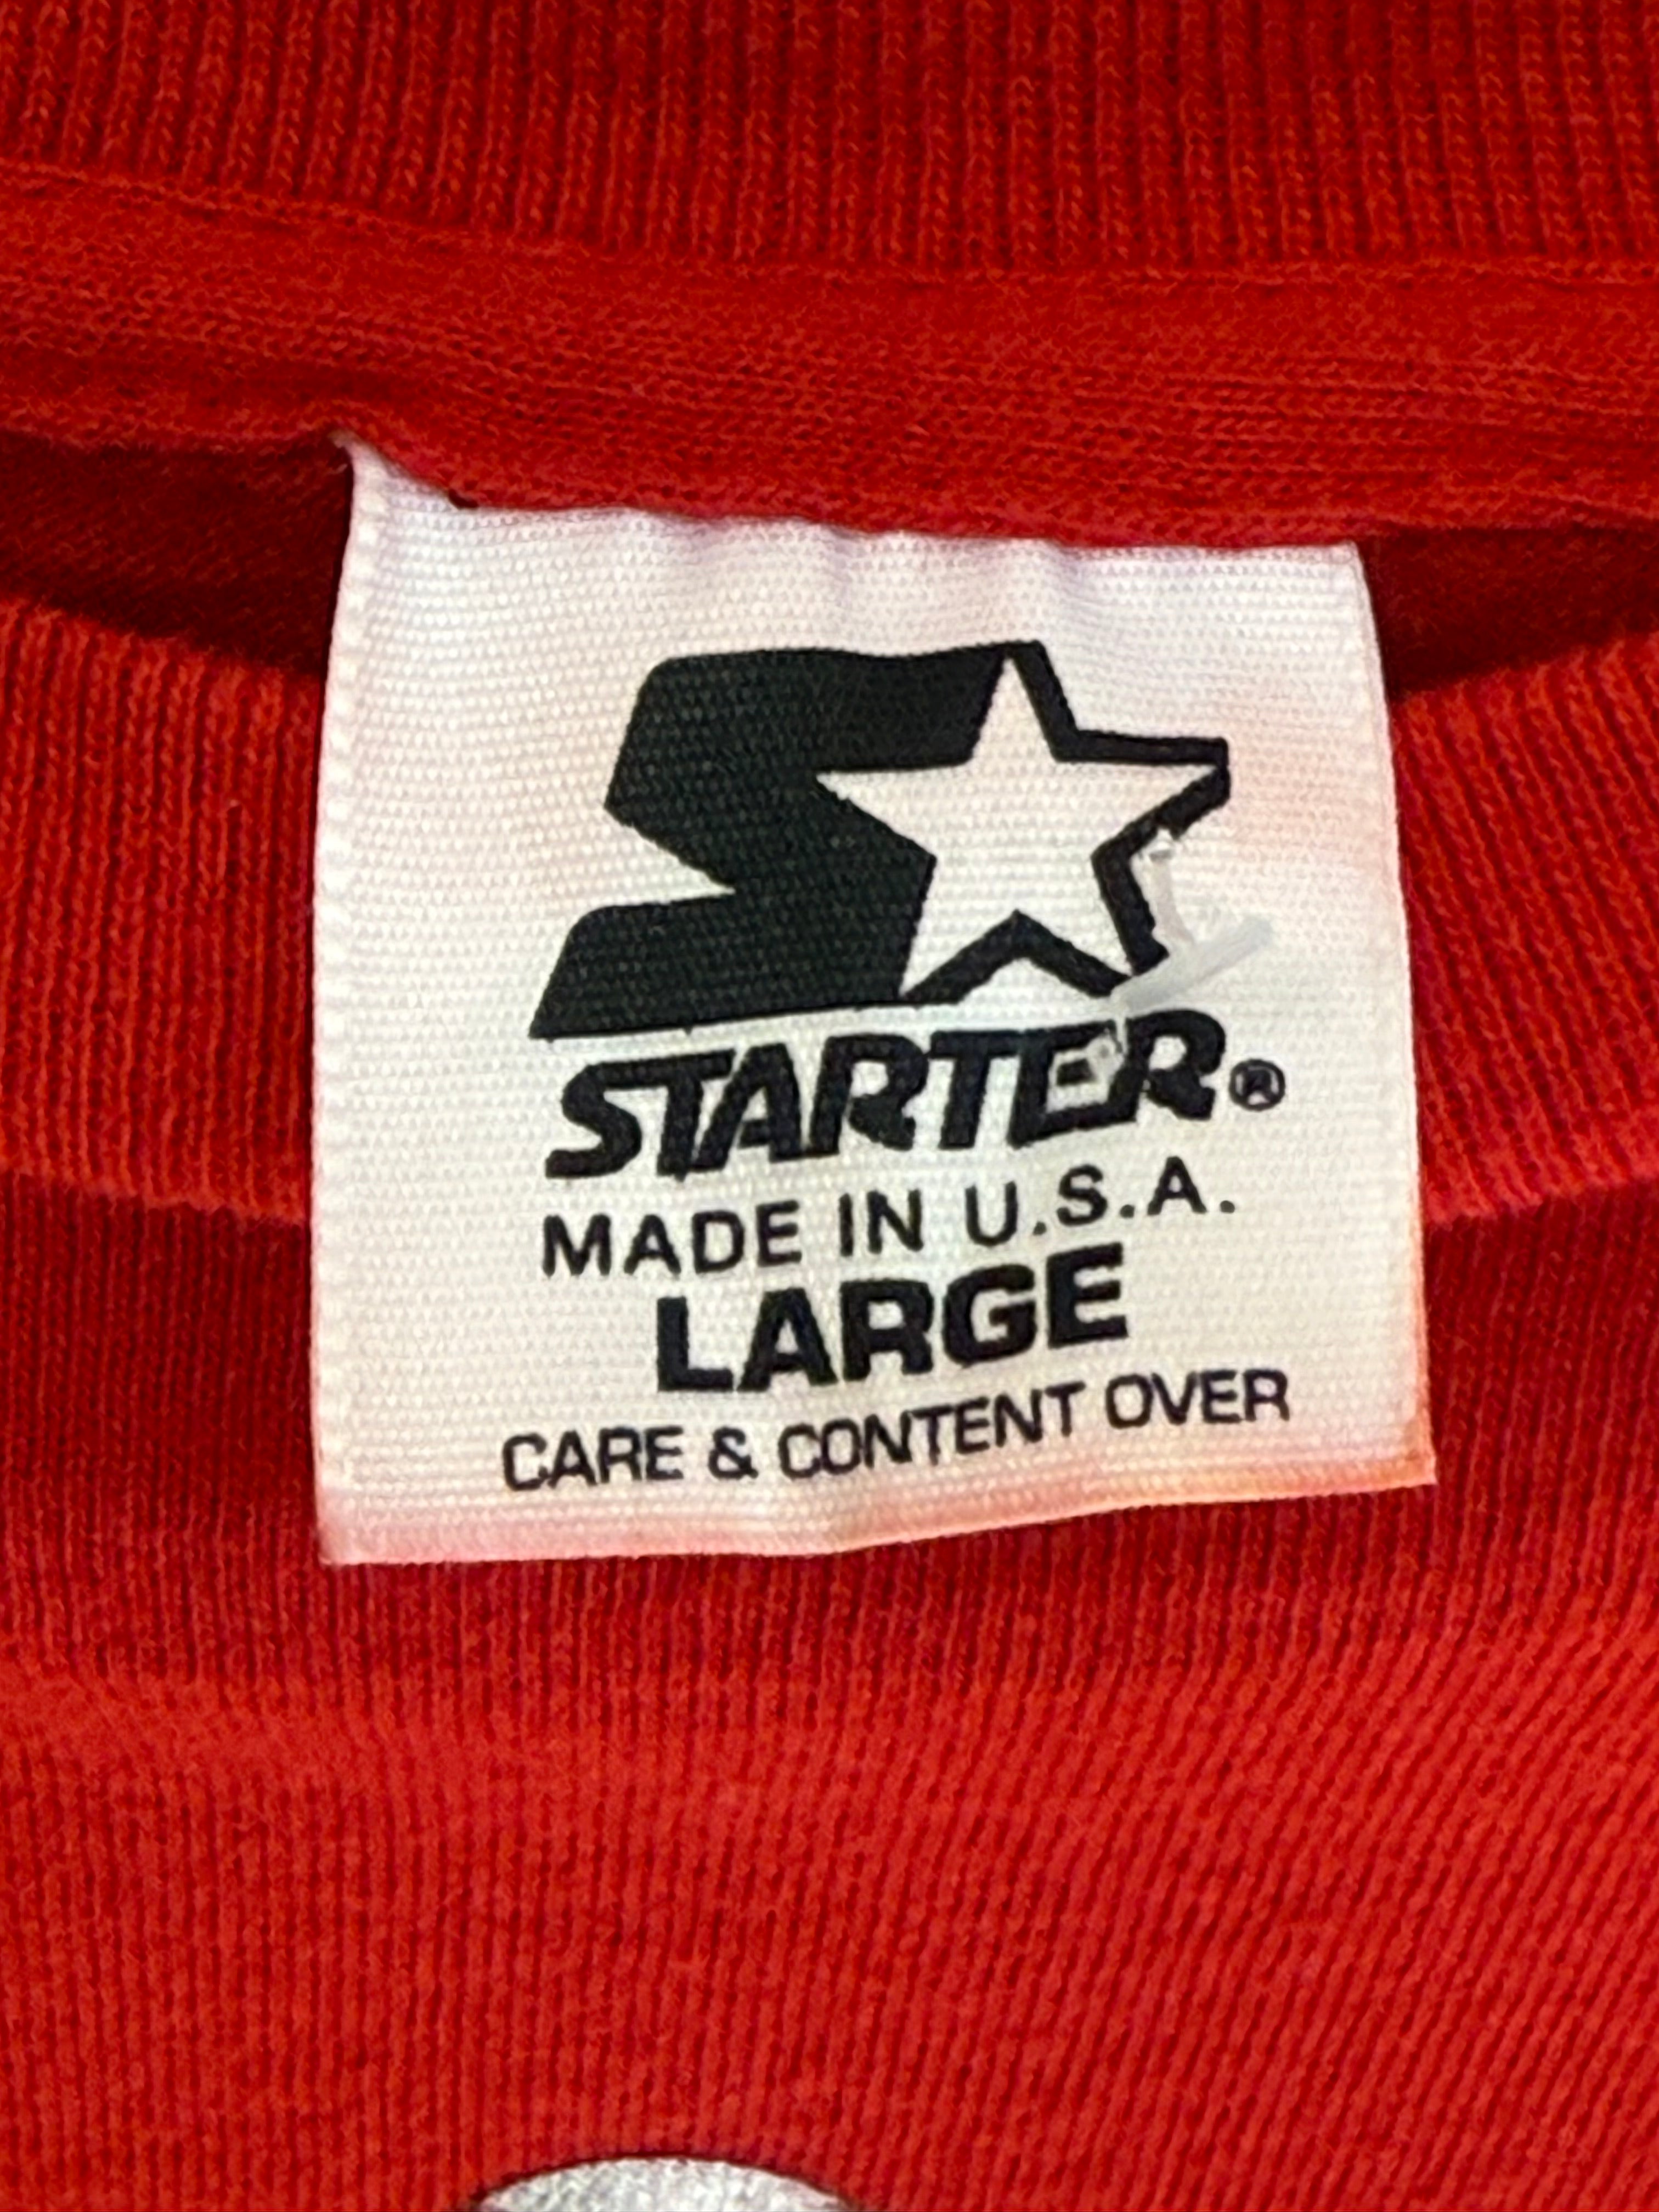 STARTER®
MADE IN U.S.A.
LARGE
CARE & CONTENT OVER